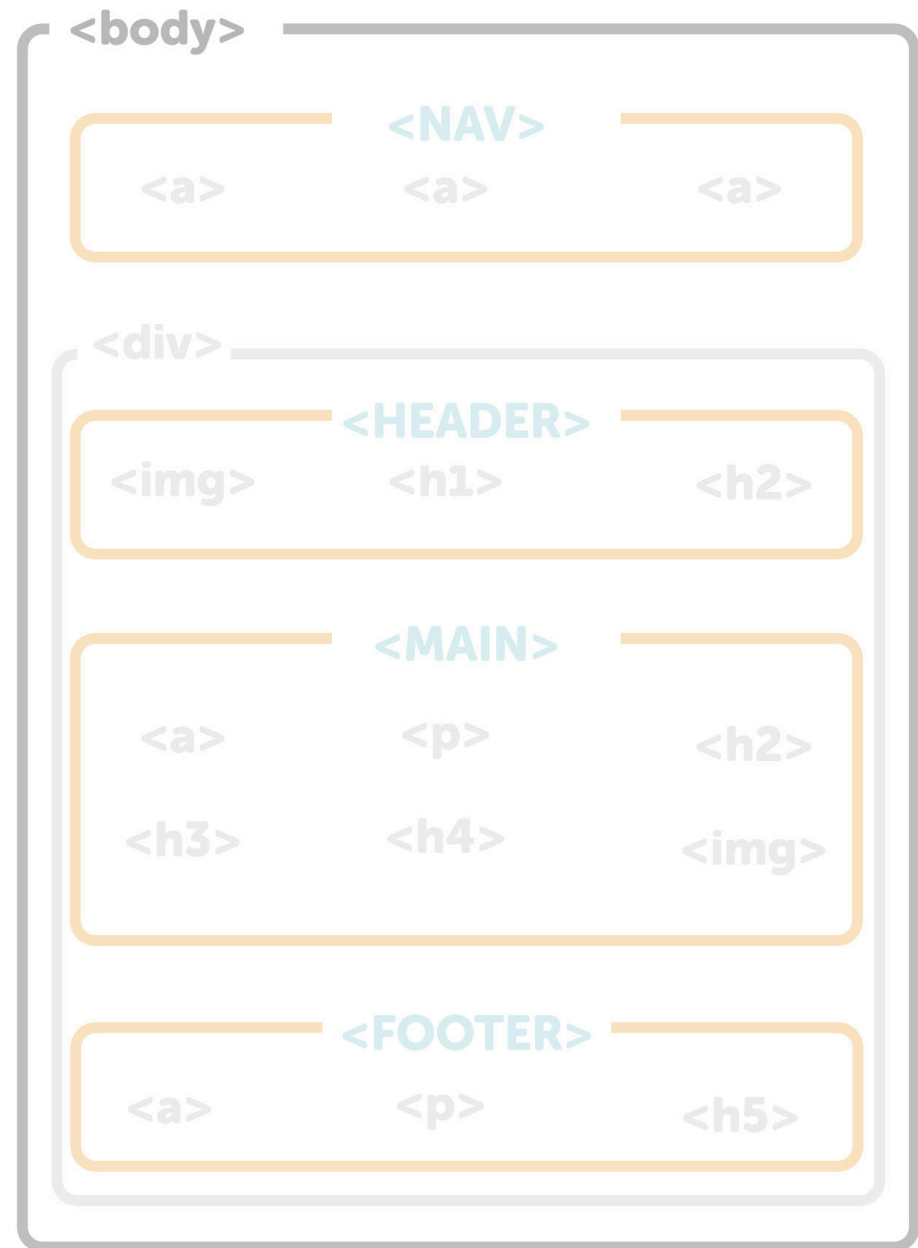 <body>
<NAV>
<a> <a> <a>
<div>
<HEADER>
<img> <h1> <h2>
<MAIN>
<a> <p> <h2>
<h3> <h4> <img>
<FOOTER>
<a> <p> <h5>